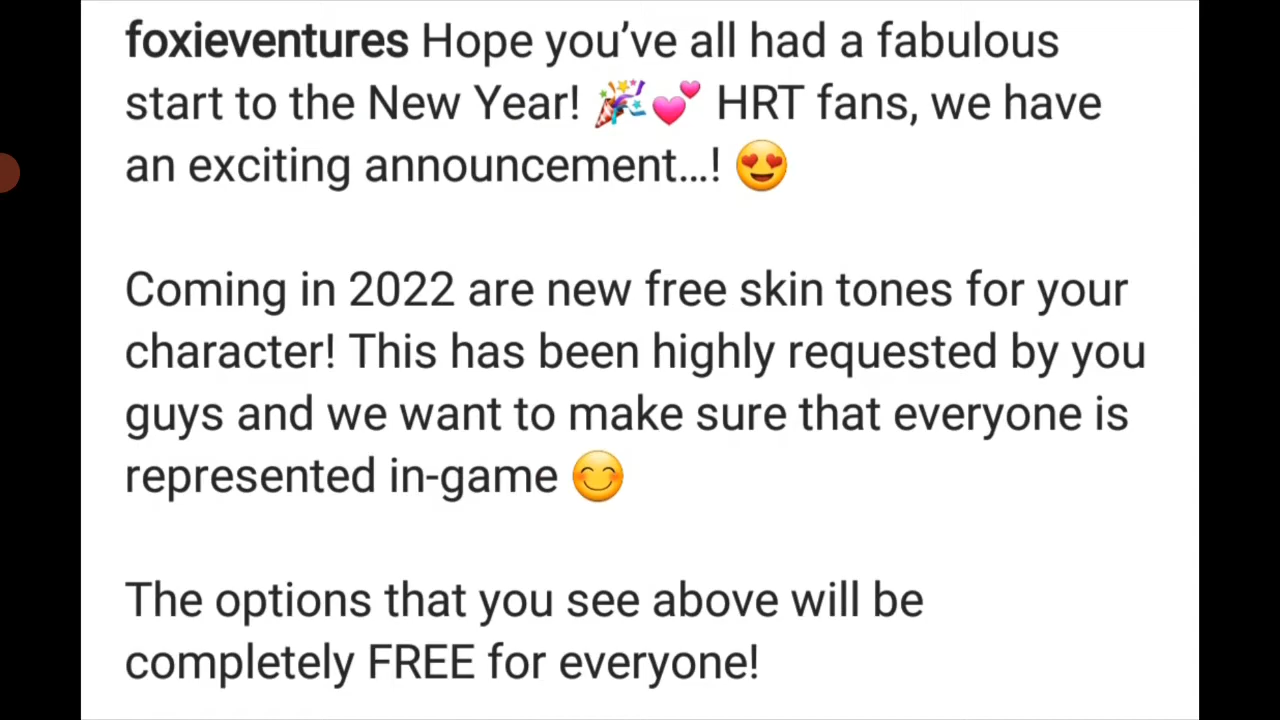 foxieventures Hope you’ve all had a fabulous
start to the New Year! 🎉💕 HRT fans, we have
an exciting announcement…! 😍
Coming in 2022 are new free skin tones for your
character! This has been highly requested by you
guys and we want to make sure that everyone is
represented in-game 😊
The options that you see above will be
completely FREE for everyone!